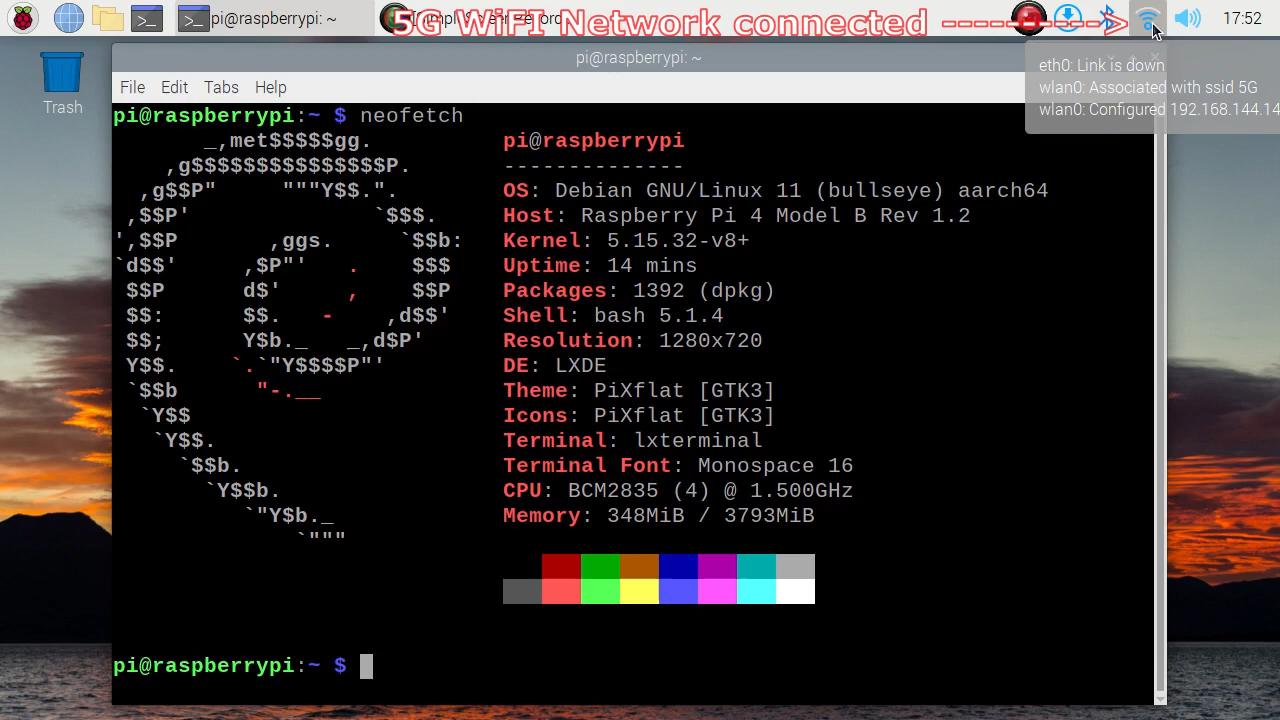 pi@raspberrypi: ~
5G WiFI Network connected ---------->
17:52
Trash
pi@raspberrypi: ~
eth0: Link is down
wlan0: Associated with ssid 5G
wlan0: Configured 192.168.144.14
File Edit Tabs Help
pi@raspberrypi:~ $ neofetch
_,met$$$$$gg.
,g$$$$$$$$$$$$$$$P.
,g$$P" """Y$$.".
,$$P' `$$$.
',$$P ,ggs. `$$b:
`d$$' ,$P"' . $$$
$$P d$' , $$P
$$: $$. - ,d$$'
$$; Y$b._ _,d$P'
Y$$. `.`"Y$$$$P"'
`$$b "-.__
`Y$$
`Y$$.
`$$b.
`Y$$b.
`"Y$b._
`"""
pi@raspberrypi
--------------
OS: Debian GNU/Linux 11 (bullseye) aarch64
Host: Raspberry Pi 4 Model B Rev 1.2
Kernel: 5.15.32-v8+
Uptime: 14 mins
Packages: 1392 (dpkg)
Shell: bash 5.1.4
Resolution: 1280x720
DE: LXDE
Theme: PiXflat [GTK3]
Icons: PiXflat [GTK3]
Terminal: lxterminal
Terminal Font: Monospace 16
CPU: BCM2835 (4) @ 1.500GHz
Memory: 348MiB / 3793MiB
pi@raspberrypi:~ $